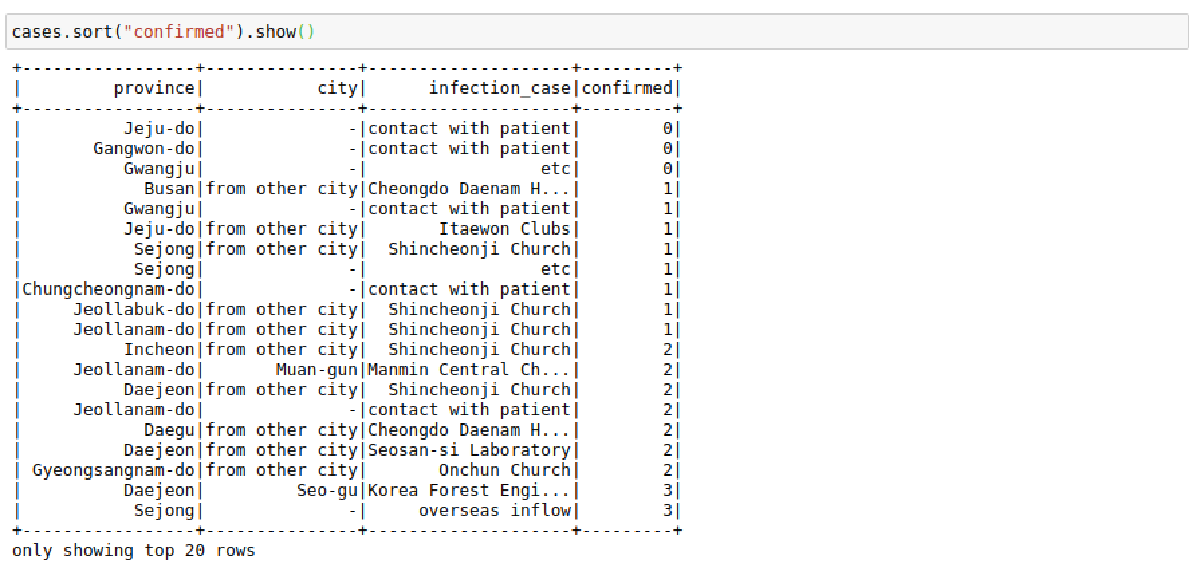 cases.sort("confirmed").show()
+-----------------+---------------+--------------------+---------+
|         province|           city|      infection_case|confirmed|
+-----------------+---------------+--------------------+---------+
|          Jeju-do|              -|contact with patient|        0|
|       Gangwon-do|              -|contact with patient|        0|
|          Gwangju|              -|                 etc|        0|
|            Busan|from other city|Cheongdo Daenam H...|        1|
|          Gwangju|              -|contact with patient|        1|
|          Jeju-do|from other city|       Itaewon Clubs|        1|
|           Sejong|from other city|  Shincheonji Church|        1|
|           Sejong|              -|                 etc|        1|
|Chungcheongnam-do|              -|contact with patient|        1|
|     Jeollabuk-do|from other city|  Shincheonji Church|        1|
|     Jeollanam-do|from other city|  Shincheonji Church|        1|
|          Incheon|from other city|  Shincheonji Church|        2|
|     Jeollanam-do|       Muan-gun|Manmin Central Ch...|        2|
|          Daejeon|from other city|  Shincheonji Church|        2|
|     Jeollanam-do|              -|contact with patient|        2|
|            Daegu|from other city|Cheongdo Daenam H...|        2|
|          Daejeon|from other city|Seosan-si Laboratory|        2|
| Gyeongsangnam-do|from other city|       Onchun Church|        2|
|          Daejeon|         Seo-gu|Korea Forest Engi...|        3|
|           Sejong|              -|     overseas inflow|        3|
+-----------------+---------------+--------------------+---------+
only showing top 20 rows